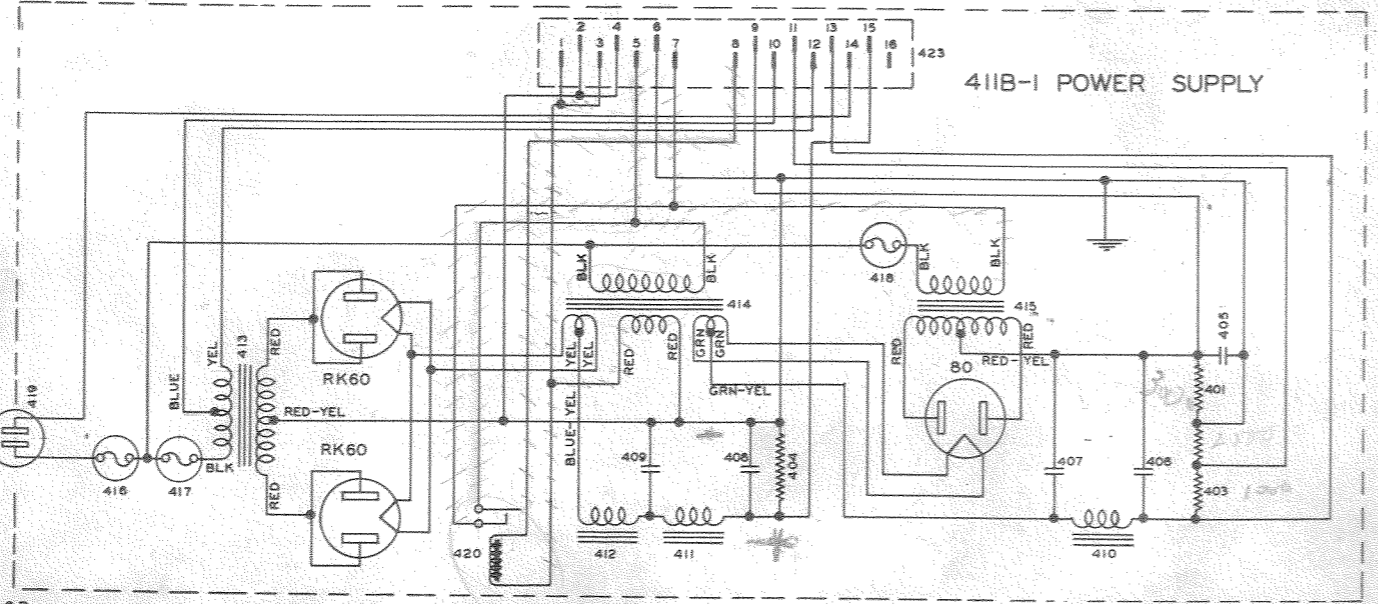 2 4 6 9 11 13 15
1 3 5 7 8 10 12 14 16
423
411B-1 POWER SUPPLY
BLK
BLK
418
BLK
BLK
414
415
405
419
BLUE
YEL
413
RED
RK60
YEL
YEL
RED
RED
GRN
GRN
RED
RED-YEL
RED
80
401
GRN-YEL
RED-YEL
RK60
BLUE-YEL
409
408
404
407
406
403
416
417
BLK
RED
420
412
411
410